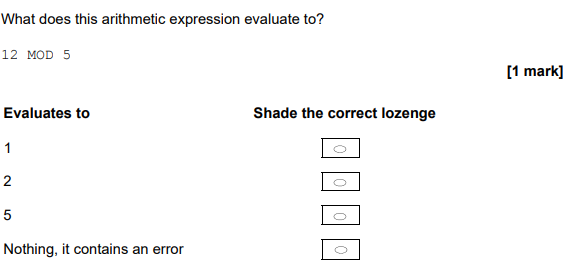 What does this arithmetic expression evaluate to?
12 MOD 5
[1 mark]
Evaluates to Shade the correct lozenge
1
2
5
Nothing, it contains an error